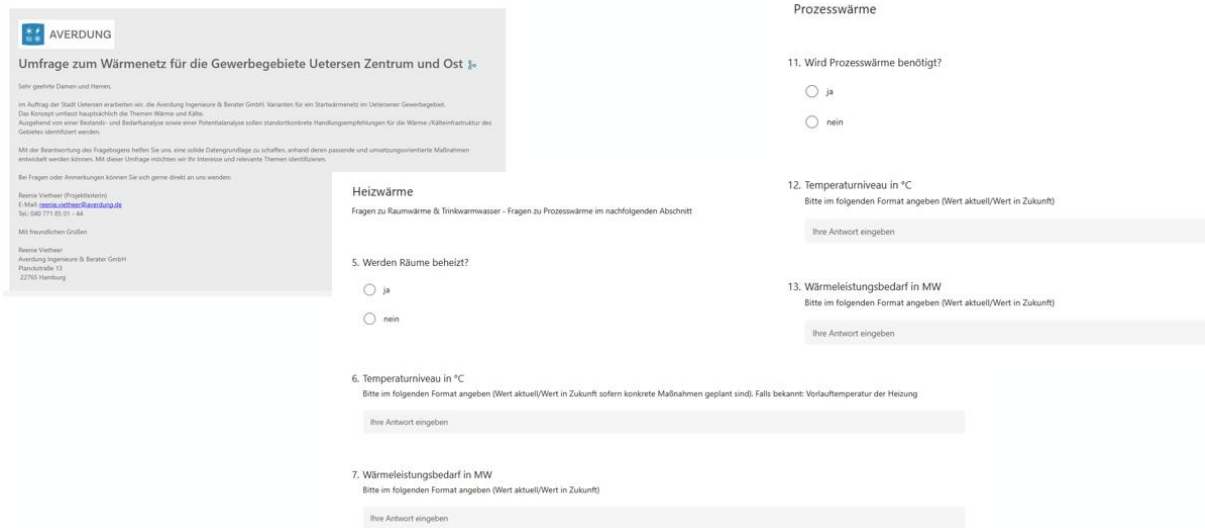 AVERDUNG
Umfrage zum Wärmenetz für die Gewerbegebiete Uetersen Zentrum und Ost
Sehr geehrte Damen und Herren,
im Auftrag der Stadt Uetersen erarbeiten wir, die Averdung Ingenieure & Berater GmbH, Varianten für ein Startwärmenetz im Uetersener Gewerbegebiet.
Das Konzept umfasst hauptsächlich die Themen Wärme und Kälte.
Ausgehend von einer Bestands- und Bedarfsanalyse sowie einer Potentialanalyse sollen standortkonkrete Handlungsempfehlungen für die Wärme-/Kälteinfrastruktur des
Gebietes identifiziert werden.
Mit der Beantwortung des Fragebogens helfen Sie uns, eine solide Datengrundlage zu schaffen, anhand deren passende und umsetzungsorientierte Maßnahmen
entwickelt werden können. Mit dieser Umfrage möchten wir Ihr Interesse und relevante Themen identifizieren.
Bei Fragen oder Anmerkungen können Sie sich gerne direkt an uns wenden:
Reenie Vietheer (Projektleiterin)
E-Mail: reenie.vietheer@averdung.de
Tel.: 040 771 85 01 - 44
Mit freundlichen Grüßen
Reenie Vietheer
Averdung Ingenieure & Berater GmbH
Planckstraße 13
22765 Hamburg
Heizwärme
Fragen zu Raumwärme & Trinkwarmwasser - Fragen zu Prozesswärme im nachfolgenden Abschnitt
5. Werden Räume beheizt?
ja
nein
6. Temperaturniveau in °C
Bitte im folgenden Format angeben (Wert aktuell/Wert in Zukunft sofern konkrete Maßnahmen geplant sind). Falls bekannt: Vorlauftemperatur der Heizung
Ihre Antwort eingeben
7. Wärmeleistungsbedarf in MW
Bitte im folgenden Format angeben (Wert aktuell/Wert in Zukunft)
Ihre Antwort eingeben
Prozesswärme
11. Wird Prozesswärme benötigt?
ja
nein
12. Temperaturniveau in °C
Bitte im folgenden Format angeben (Wert aktuell/Wert in Zukunft)
Ihre Antwort eingeben
13. Wärmeleistungsbedarf in MW
Bitte im folgenden Format angeben (Wert aktuell/Wert in Zukunft)
Ihre Antwort eingeben